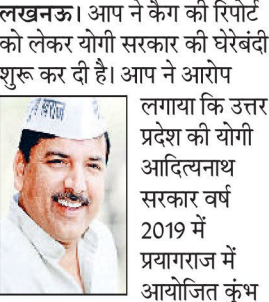 लखनऊ। आप ने कैग की रिपोर्ट
को लेकर योगी सरकार की घेरेबंदी
शुरू कर दी है। आप ने आरोप
लगाया कि उत्तर
प्रदेश की योगी
आदित्यनाथ
सरकार वर्ष
2019 में
प्रयागराज में
आयोजित कुंभ